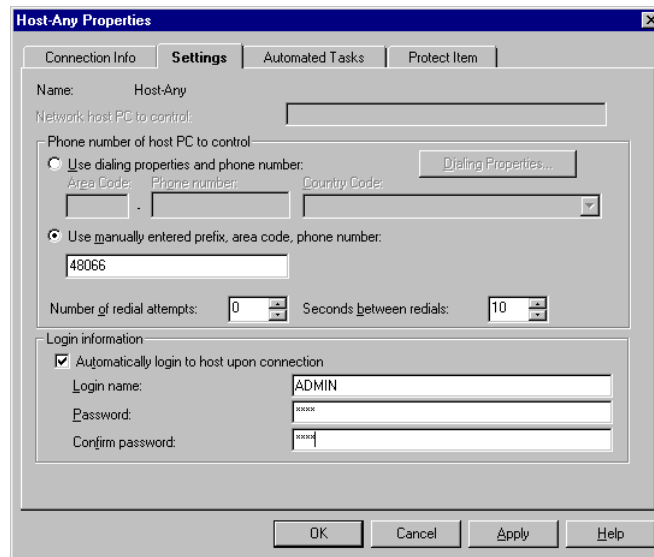 Host-Any Properties
Connection Info Settings Automated Tasks Protect Item
Name: Host-Any
Network host PC to control:
Phone number of host PC to control
Use dialing properties and phone number: Dialing Properties...
Area Code: Phone number: Country Code:
-
Use manually entered prefix, area code, phone number:
48066
Number of redial attempts: 0 Seconds between redials: 10
Login information
Automatically login to host upon connection
Login name: ADMIN
Password: ****
Confirm password: ****
OK Cancel Apply Help